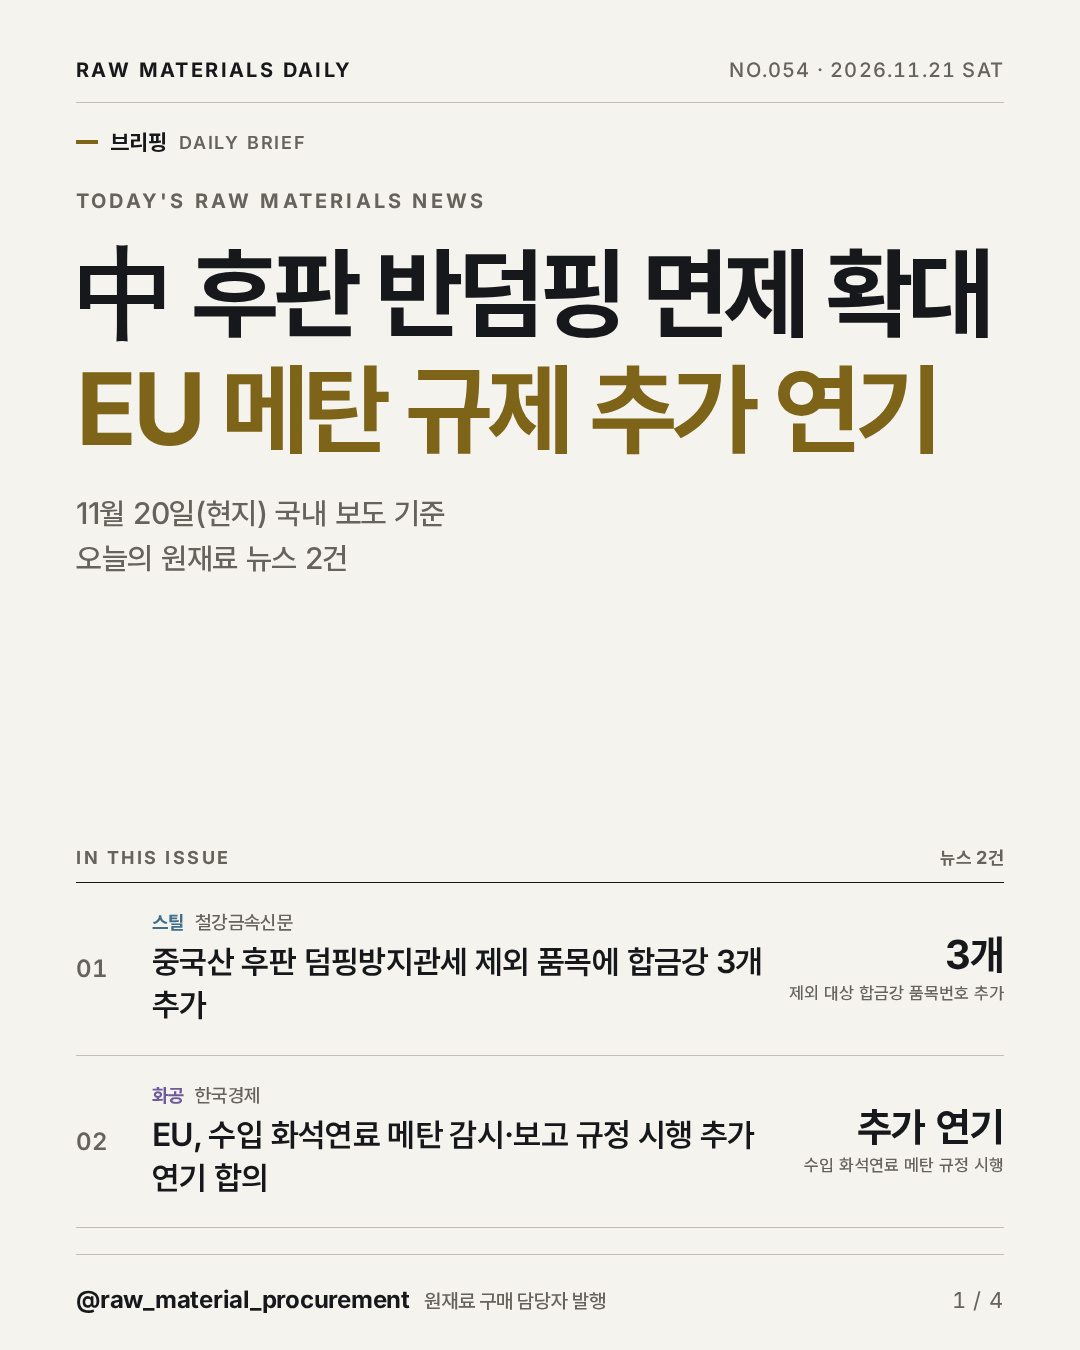 RAW MATERIALS DAILY
NO.054 · 2026.11.21 SAT
브리핑 DAILY BRIEF
TODAY'S RAW MATERIALS NEWS
中 후판 반덤핑 면제 확대
EU 메탄 규제 추가 연기
11월 20일(현지) 국내 보도 기준
오늘의 원재료 뉴스 2건
IN THIS ISSUE
뉴스 2건
01
스틸 철강금속신문
중국산 후판 덤핑방지관세 제외 품목에 합금강 3개
추가
3개
제외 대상 합금강 품목번호 추가
02
화공 한국경제
EU, 수입 화석연료 메탄 감시·보고 규정 시행 추가
연기 합의
추가 연기
수입 화석연료 메탄 규정 시행
@raw_material_procurement 원재료 구매 담당자 발행
1 / 4